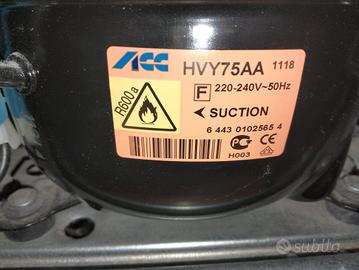 ACC HVY75AA 1118
R600a
F 220-240V~50Hz
SUCTION
6 443 0102565 4
H003
subito